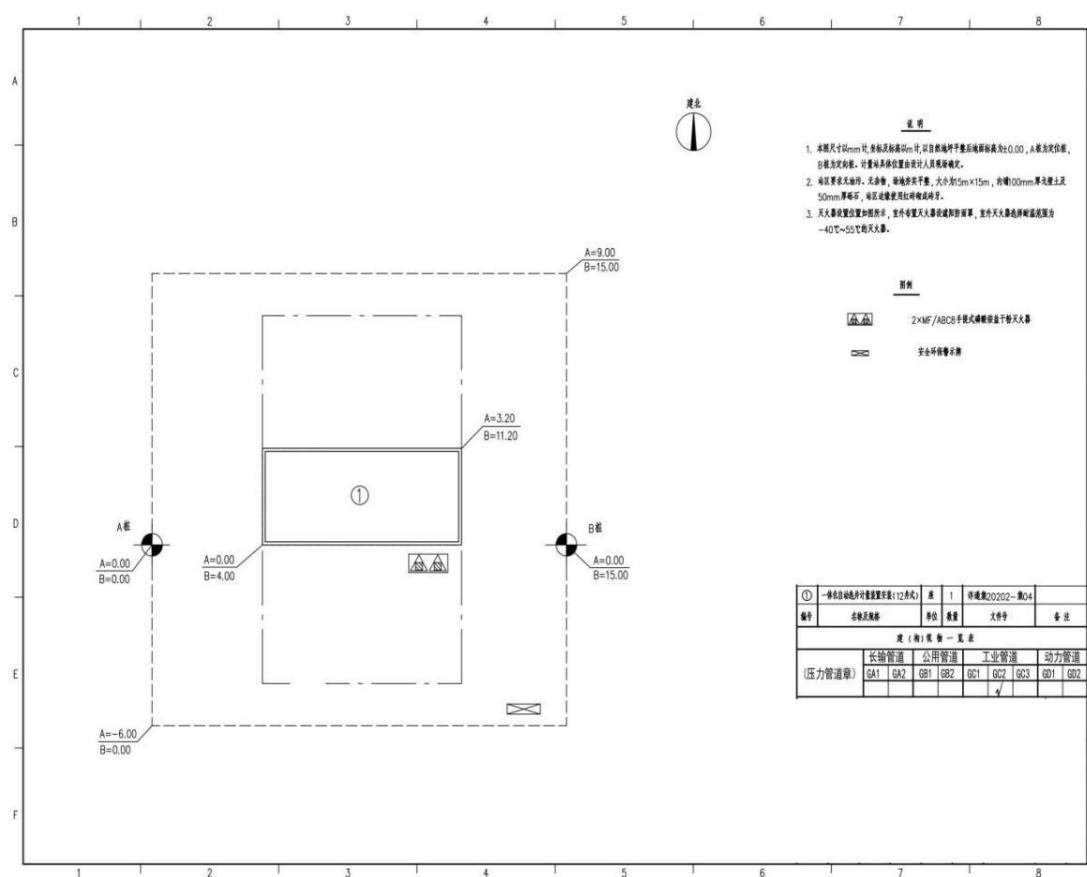 1 2 3 4 5 6 7 8
A
B
C
D
E
F
建北
说 明
1. 本图尺寸以mm计,坐标及标高以m计,以自然地坪平整后地面标高为±0.00，A桩为定位桩，
B桩为定向桩。计量站具体位置由设计人员现场确定。
2. 站区要求无油污、无杂物，场地夯实平整，大小为15m×15m，内铺100mm厚戈壁土及
50mm厚砾石，站区边缘使用红砖砌成砖牙。
3. 灭火器设置位置如图所示，室外布置灭火器设遮阳防雨罩，室外灭火器选择耐温范围为
-40℃~55℃的灭火器。
图例
2×MF/ABC8手提式磷酸铵盐干粉灭火器
安全环保警示牌
A=9.00
B=15.00
A=3.20
B=11.20
①
A桩
A=0.00
B=0.00
A=0.00
B=4.00
B桩
A=0.00
B=15.00
A=-6.00
B=0.00
① 一体化自动选井计量装置安装(12井式) 座 1
编号 名称及规格 单位 数量 文件号 备 注
建（构）筑物一览表
(压力管道章) 长输管道 公用管道 工业管道 动力管道
GA1 GA2 GB1 GB2 GC1 GC2 GC3 GD1 GD2
√
1 2 3 4 5 6 7 8